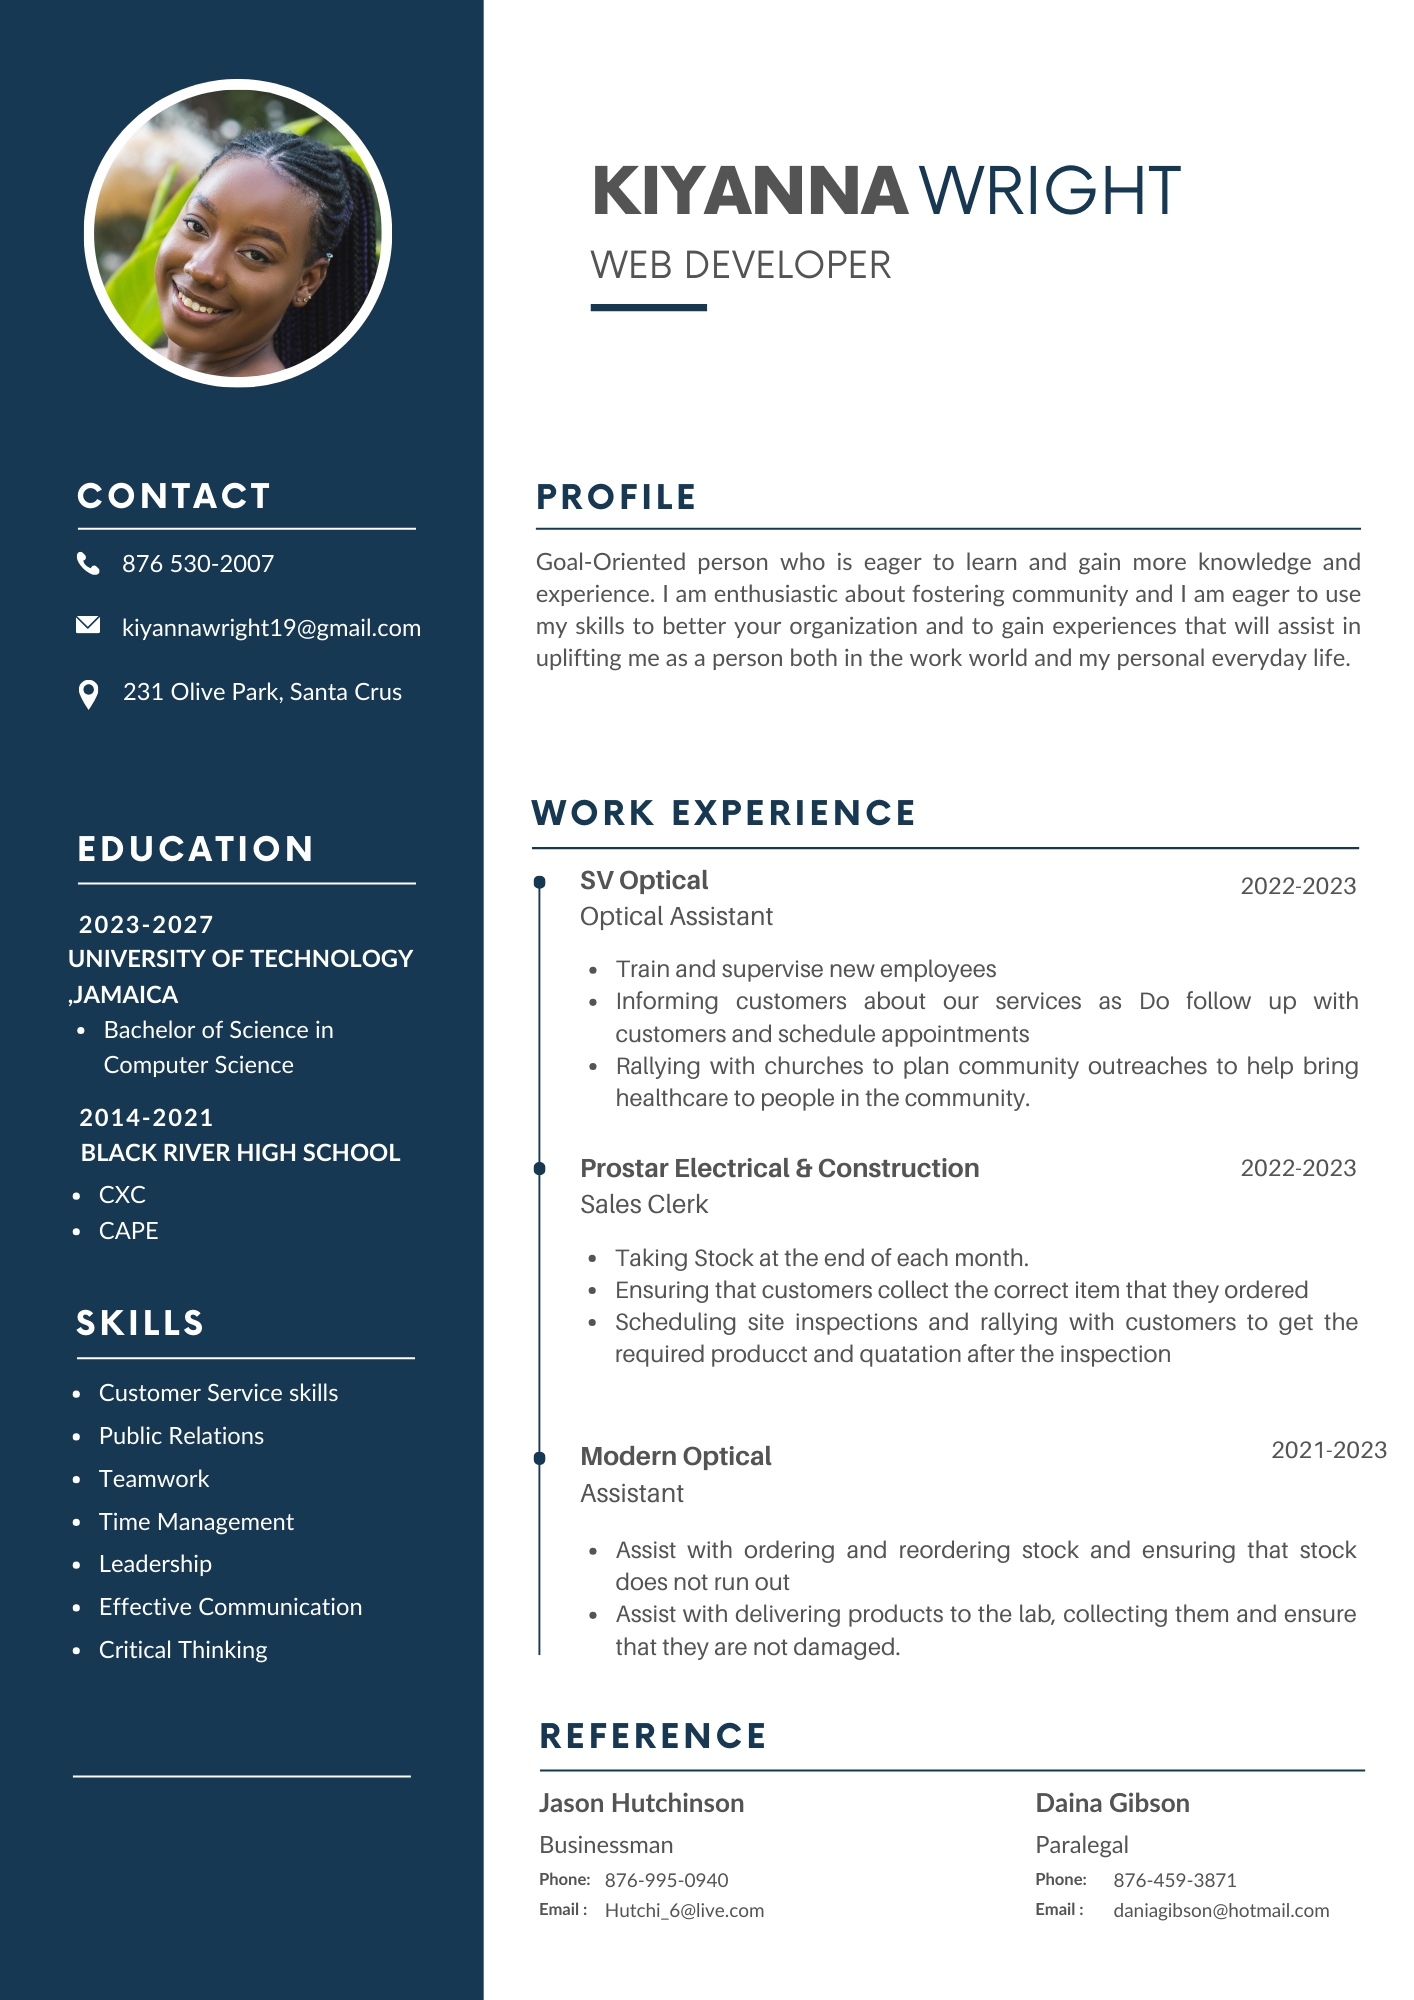 KIYANNA WRIGHT
WEB DEVELOPER
CONTACT
876 530-2007
kiyannawright19@gmail.com
231 Olive Park, Santa Crus
EDUCATION
2023-2027
UNIVERSITY OF TECHNOLOGY
,JAMAICA
• Bachelor of Science in
Computer Science
2014-2021
BLACK RIVER HIGH SCHOOL
• CXC
• CAPE
SKILLS
• Customer Service skills
• Public Relations
• Teamwork
• Time Management
• Leadership
• Effective Communication
• Critical Thinking
PROFILE
Goal-Oriented person who is eager to learn and gain more knowledge and
experience. I am enthusiastic about fostering community and I am eager to use
my skills to better your organization and to gain experiences that will assist in
uplifting me as a person both in the work world and my personal everyday life.
WORK EXPERIENCE
SV Optical 2022-2023
Optical Assistant
• Train and supervise new employees
• Informing customers about our services as Do follow up with
customers and schedule appointments
• Rallying with churches to plan community outreaches to help bring
healthcare to people in the community.
Prostar Electrical & Construction 2022-2023
Sales Clerk
• Taking Stock at the end of each month.
• Ensuring that customers collect the correct item that they ordered
• Scheduling site inspections and rallying with customers to get the
required producct and quatation after the inspection
Modern Optical 2021-2023
Assistant
• Assist with ordering and reordering stock and ensuring that stock
does not run out
• Assist with delivering products to the lab, collecting them and ensure
that they are not damaged.
REFERENCE
Jason Hutchinson
Businessman
Phone: 876-995-0940
Email : Hutchi_6@live.com
Daina Gibson
Paralegal
Phone: 876-459-3871
Email : daniagibson@hotmail.com